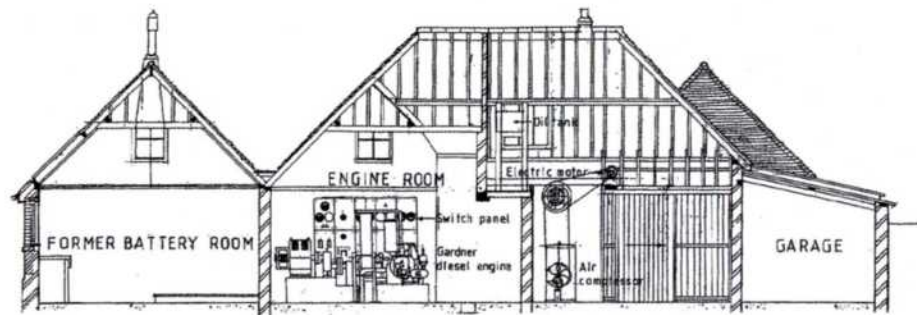 Oil tank
Electric motor
ENGINE ROOM
Switch panel
FORMER BATTERY ROOM
Gardner
diesel engine
Air
compressor
GARAGE